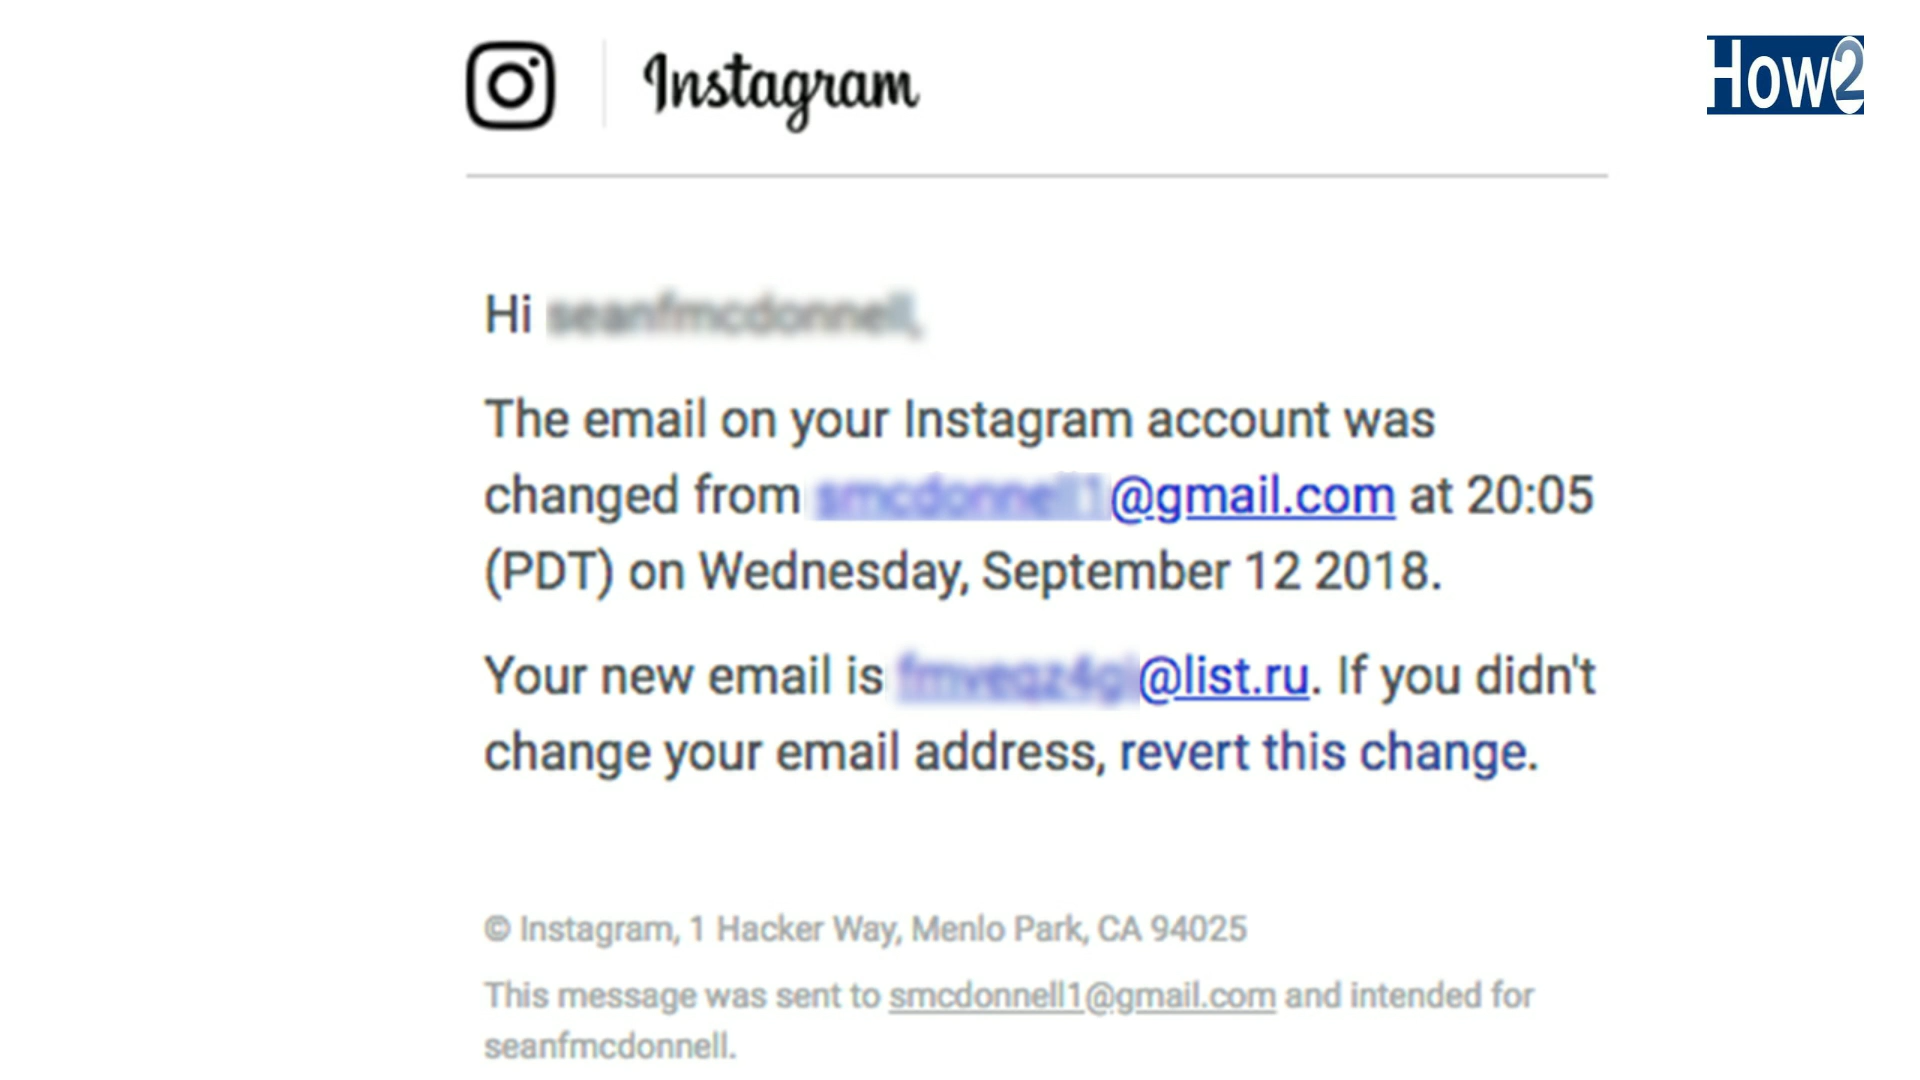 Instagram
How2
Hi
The email on your Instagram account was
changed from @gmail.com at 20:05
(PDT) on Wednesday, September 12 2018.
Your new email is @list.ru. If you didn't
change your email address, revert this change.
© Instagram, 1 Hacker Way, Menlo Park, CA 94025
This message was sent to smcdonnell1@gmail.com and intended for
seanfmcdonnell.